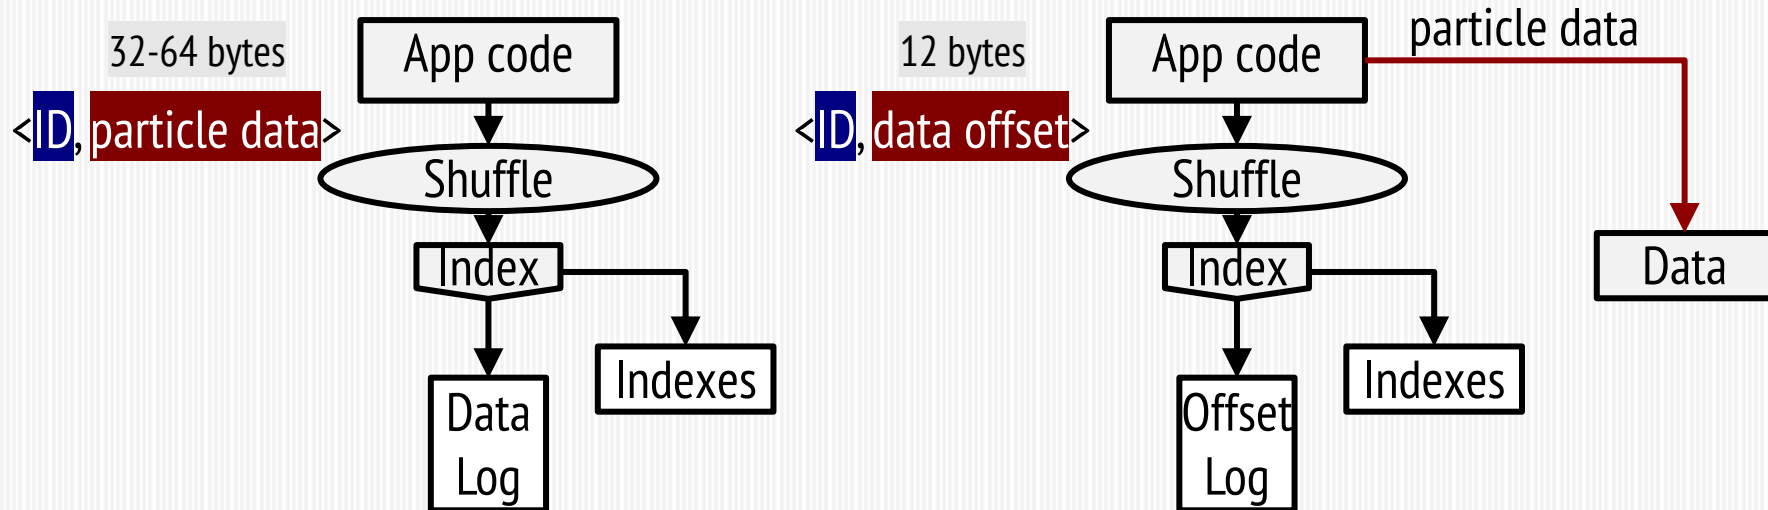 32-64 bytes
<ID, particle data>
App code
Shuffle
Index
Indexes
Data
Log
12 bytes
<ID, data offset>
App code
particle data
Shuffle
Index
Data
Indexes
Offset
Log